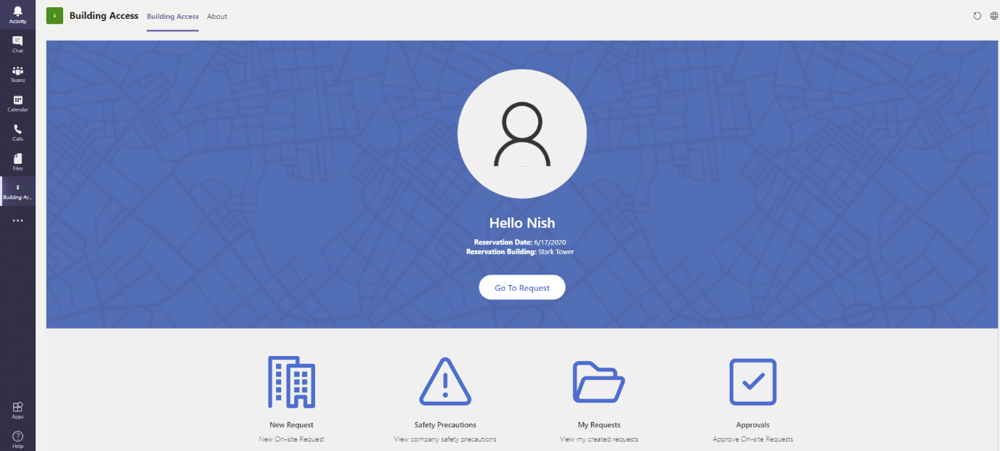 Activity
Chat
Teams
Calendar
Calls
Files
Building Ac...
Apps
Help
Building Access
Building Access
About
Hello Nish
Reservation Date: 6/17/2020
Reservation Building: Stark Tower
Go To Request
New Request
New On-site Request
Safety Precautions
View company safety precautions
My Requests
View my created requests
Approvals
Approve On-site Requests